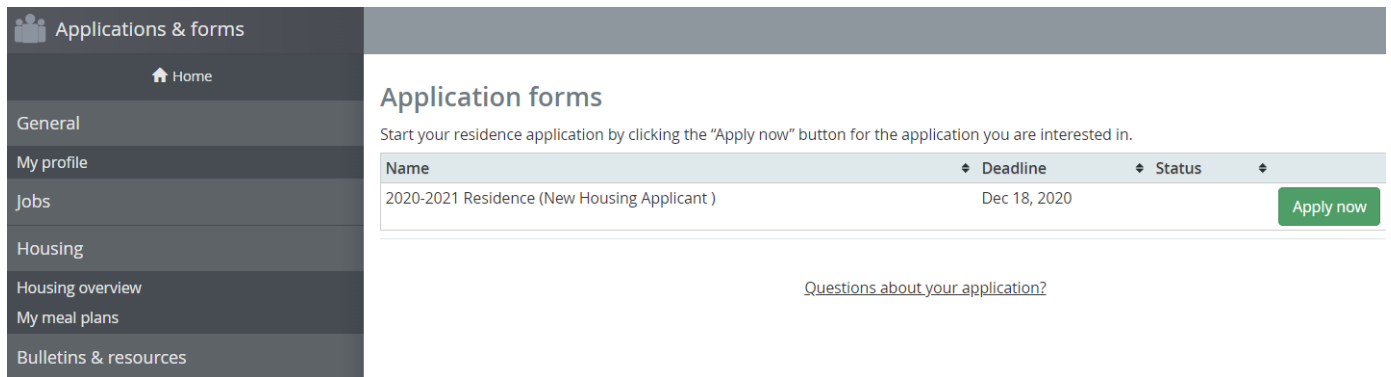 Applications & forms
Home
General
My profile
Jobs
Housing
Housing overview
My meal plans
Bulletins & resources
Application forms
Start your residence application by clicking the “Apply now” button for the application you are interested in.
Name Deadline Status
2020-2021 Residence (New Housing Applicant ) Dec 18, 2020 Apply now
Questions about your application?